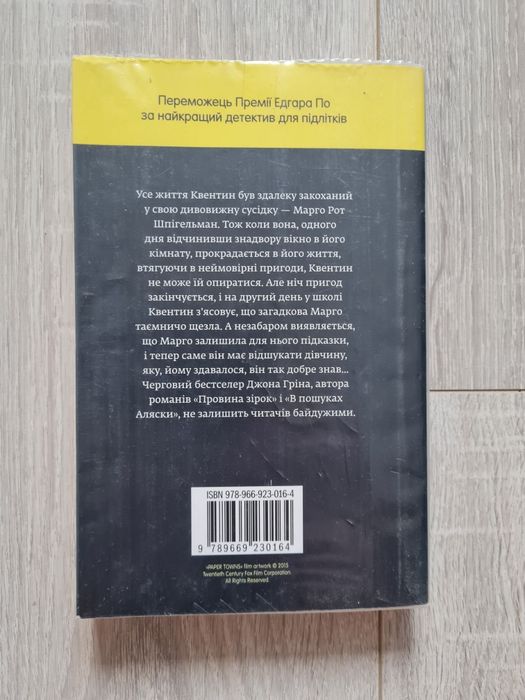 Переможець Премії Едгара По
за найкращий детектив для підлітків
Усе життя Квентин був здалеку закоханий
у свою дивовижну сусідку — Марго Рот
Шпігельман. Тож коли вона, одного
дня відчинивши знадвору вікно в його
кімнату, прокрадається в його життя,
втягуючи в неймовірні пригоди, Квентин
не може їй опиратися. Але ніч пригод
закінчується, і на другий день у школі
Квентин з'ясовує, що загадкова Марго
таємничо щезла. А незабаром виявляється,
що Марго залишила для нього підказки,
і тепер саме він має відшукати дівчину,
яку, йому здавалося, він так добре знав...
Черговий бестселер Джона Гріна, автора
романів «Провина зірок» і «В пошуках
Аляски», не залишить читачів байдужими.
ISBN 978-966-923-016-4
9 789669 230164
«PAPER TOWNS» film artwork © 2015
Twentieth Century Fox Film Corporation.
All Rights Reserved.